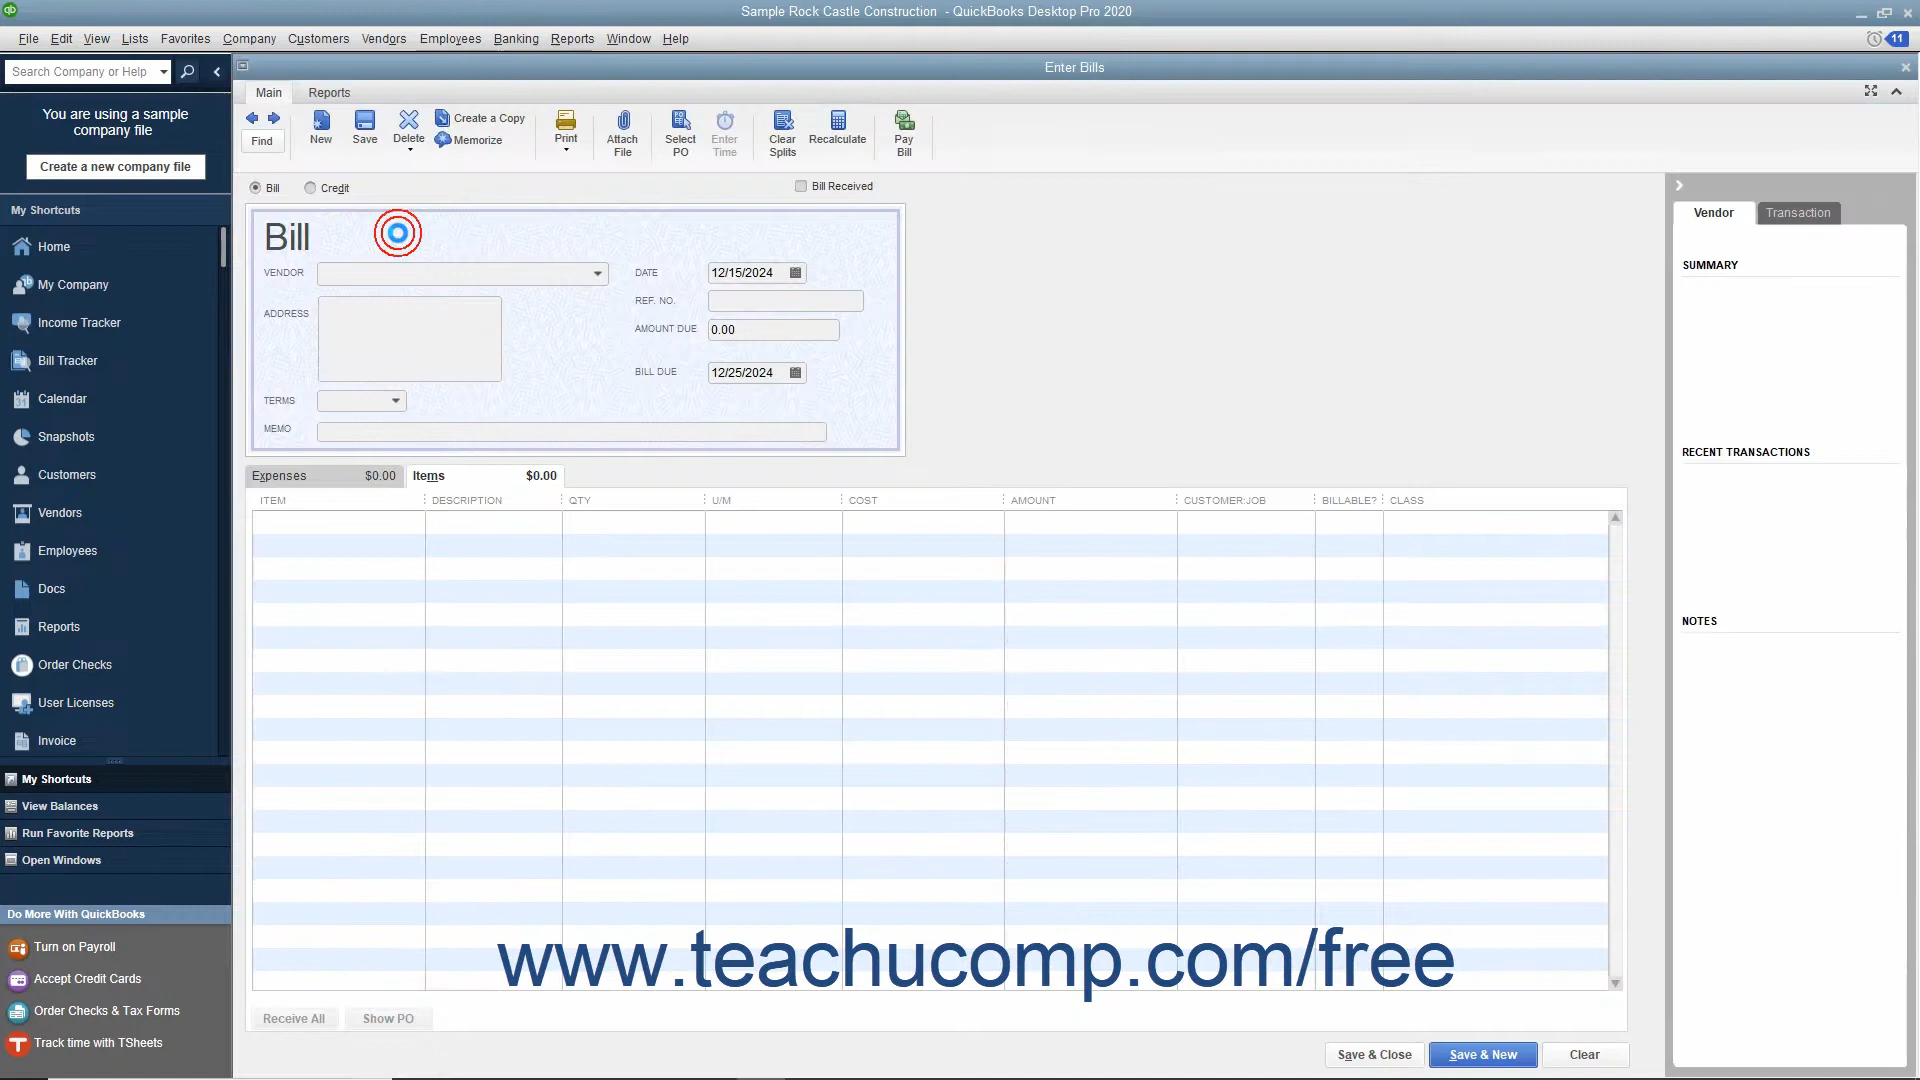 Sample Rock Castle Construction - QuickBooks Desktop Pro 2020
File Edit View Lists Favorites Company Customers Vendors Employees Banking Reports Window Help
11
Search Company or Help
Enter Bills
You are using a sample
company file
Create a new company file
My Shortcuts
Home
My Company
Income Tracker
Bill Tracker
Calendar
Snapshots
Customers
Vendors
Employees
Docs
Reports
Order Checks
User Licenses
Invoice
My Shortcuts
View Balances
Run Favorite Reports
Open Windows
Do More With QuickBooks
Turn on Payroll
Accept Credit Cards
Order Checks & Tax Forms
Track time with TSheets
Main Reports
Find
New
Save
Delete
Create a Copy
Memorize
Print
Attach
File
Select
PO
Enter
Time
Clear
Splits
Recalculate
Pay
Bill
Bill Credit Bill Received
Bill
VENDOR
ADDRESS
TERMS
MEMO
DATE 12/15/2024
REF. NO.
AMOUNT DUE 0.00
BILL DUE 12/25/2024
Expenses $0.00 Items $0.00
ITEM DESCRIPTION QTY U/M COST AMOUNT CUSTOMER:JOB BILLABLE? CLASS
www.teachucomp.com/free
Receive All Show PO
Save & Close Save & New Clear
Vendor Transaction
SUMMARY
RECENT TRANSACTIONS
NOTES